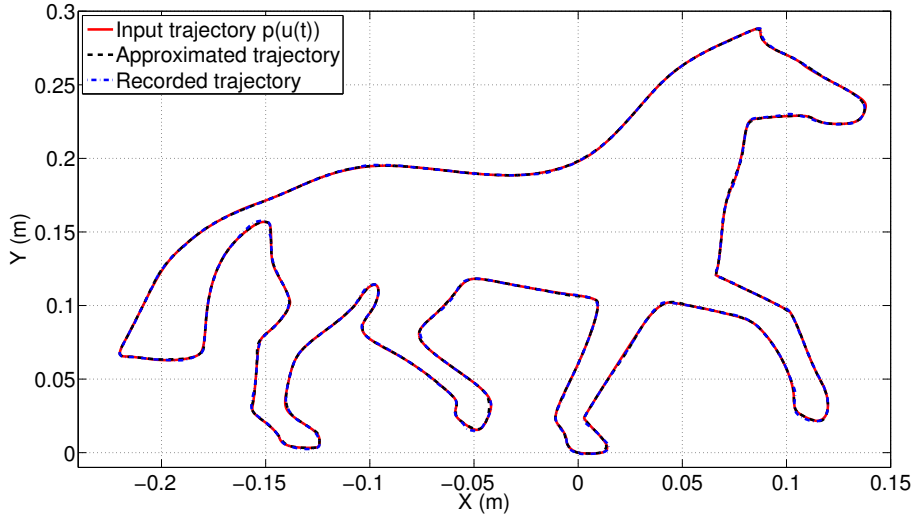 Input trajectory p(u(t))
Approximated trajectory
Recorded trajectory
0.3
0.25
0.2
0.15
0.1
0.05
0
Y (m)
−0.2 −0.15 −0.1 −0.05 0 0.05 0.1 0.15
X (m)